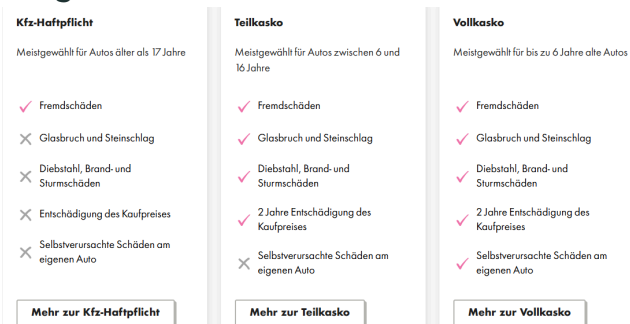 Kfz-Haftpflicht
Meistgewählt für Autos älter als 17 Jahre
Fremdschäden
Glasbruch und Steinschlag
Diebstahl, Brand- und
Sturmschäden
Entschädigung des Kaufpreises
Selbstverursachte Schäden am
eigenen Auto
Mehr zur Kfz-Haftpflicht
Teilkasko
Meistgewählt für Autos zwischen 6 und
16 Jahre
Fremdschäden
Glasbruch und Steinschlag
Diebstahl, Brand- und
Sturmschäden
2 Jahre Entschädigung des
Kaufpreises
Selbstverursachte Schäden am
eigenen Auto
Mehr zur Teilkasko
Vollkasko
Meistgewählt für bis zu 6 Jahre alte Autos
Fremdschäden
Glasbruch und Steinschlag
Diebstahl, Brand- und
Sturmschäden
2 Jahre Entschädigung des
Kaufpreises
Selbstverursachte Schäden am
eigenen Auto
Mehr zur Vollkasko